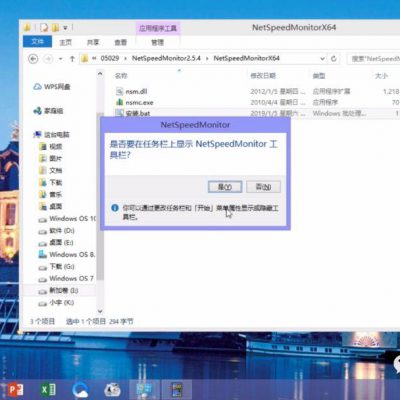 应用程序工具
NetSpeedMonitorX64
文件
主页
共享
查看
管理
05029
NetSpeedMonitor2.5.4
NetSpeedMonitorX64
搜索"NetS
WPS网盘
家庭组
这台电脑
视频
图片
文档
下载
音乐
桌面
Windows OS 10
软件 (D:)
Windows 8.
下载 (G:)
Windows OS 7
新加卷 (I:)
小宇 (K:)
名称
修改日期
类型
大小
nsm.dll
2012/1/5 星期四...
应用程序扩展
1,218
nsmc.exe
2010/4/7 星期三...
应用程序
70
安装.bat
2019/4/5 星期五...
Windows 批处理...
NetSpeedMonitor
是否要在任务栏上显示 NetSpeedMonitor 工
具栏?
是(Y)
否(N)
你可以通过更改任务栏和「开始」菜单属性显示或隐藏工
具栏。
3 个项目
选中 1 个项目 294 字节